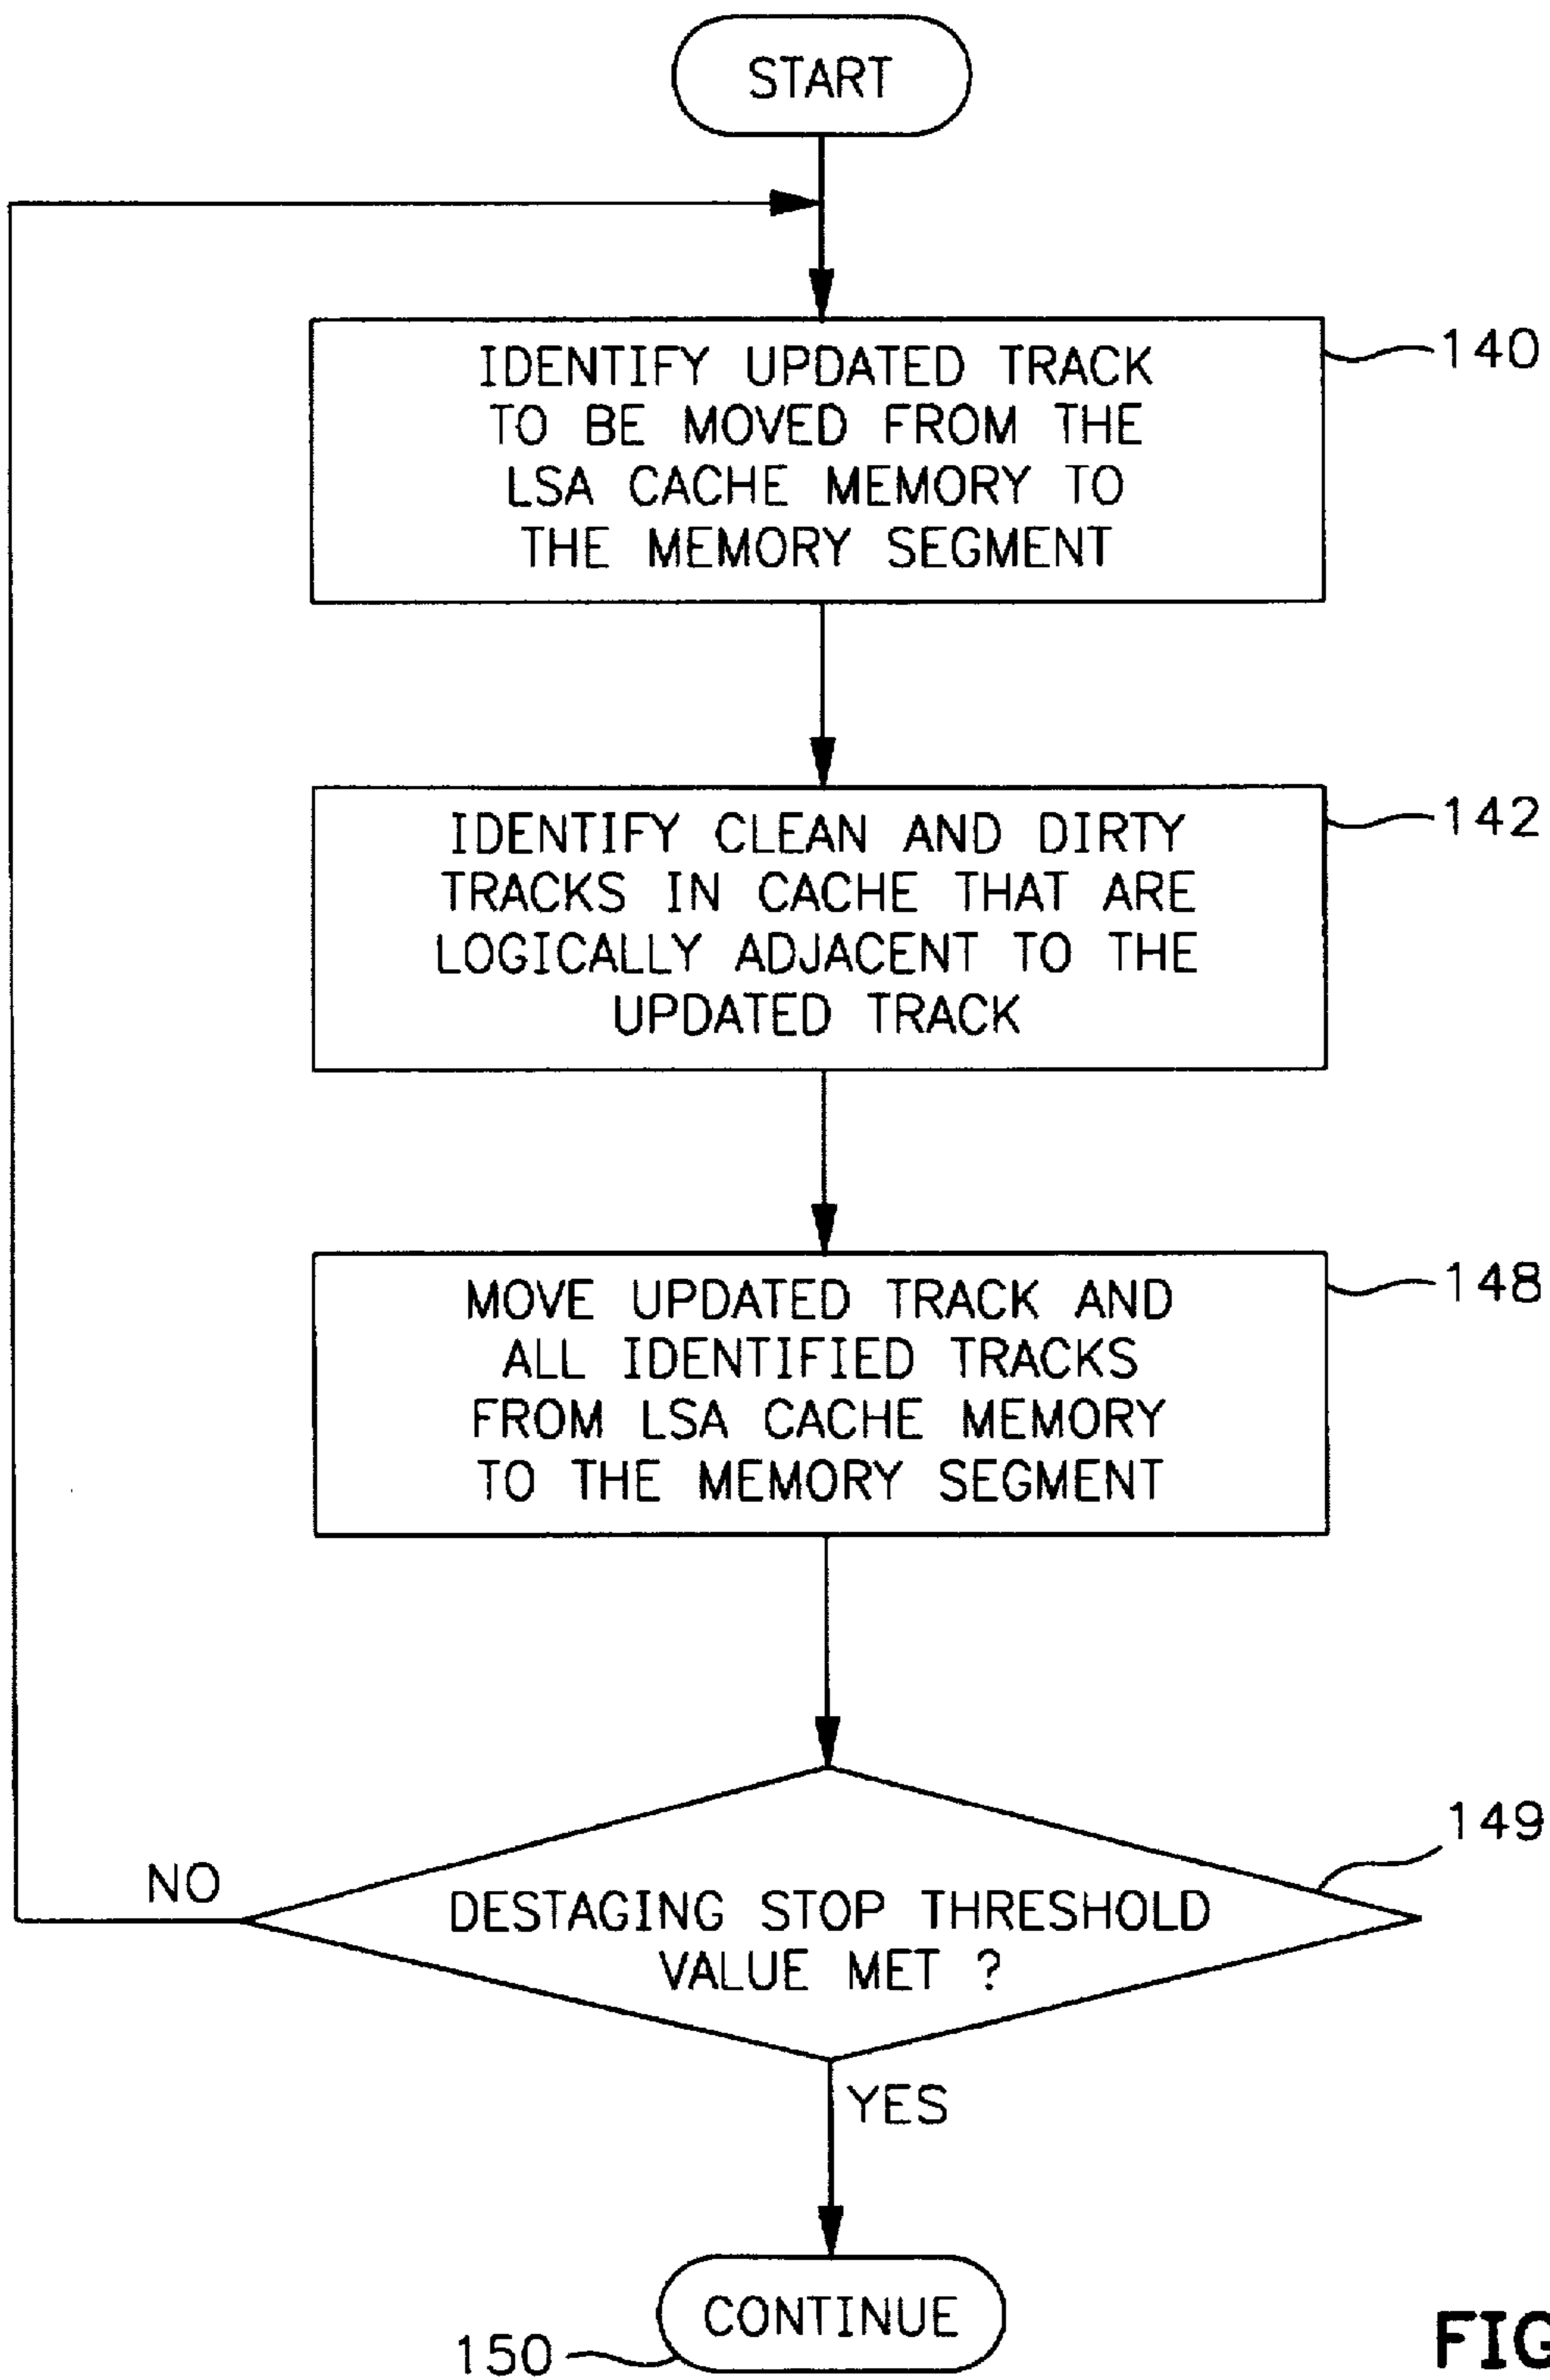 START
IDENTIFY UPDATED TRACK
TO BE MOVED FROM THE
LSA CACHE MEMORY TO
THE MEMORY SEGMENT
140
IDENTIFY CLEAN AND DIRTY
TRACKS IN CACHE THAT ARE
LOGICALLY ADJACENT TO THE
UPDATED TRACK
142
MOVE UPDATED TRACK AND
ALL IDENTIFIED TRACKS
FROM LSA CACHE MEMORY
TO THE MEMORY SEGMENT
148
149
NO
DESTAGING STOP THRESHOLD
VALUE MET ?
YES
CONTINUE
150
FIG